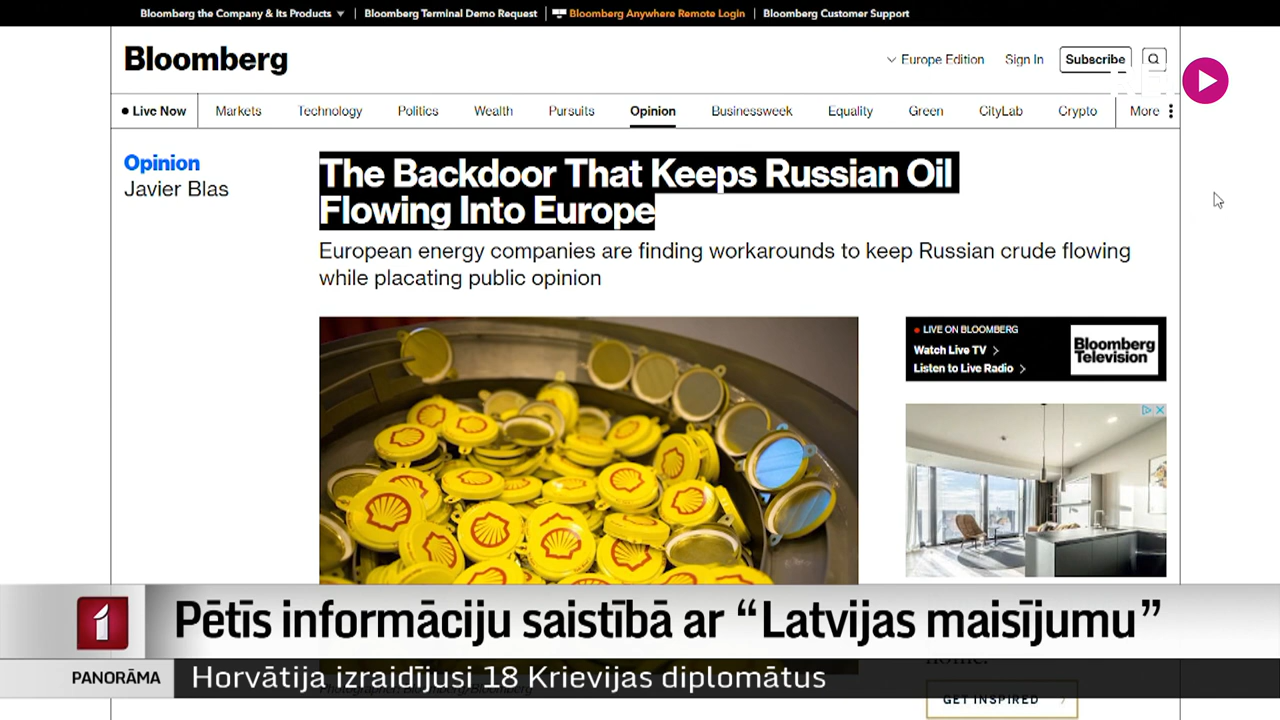 Bloomberg the Company & Its Products
Bloomberg Terminal Demo Request
Bloomberg Anywhere Remote Login
Bloomberg Customer Support
Bloomberg
Europe Edition
Sign In
Subscribe
Live Now
Markets
Technology
Politics
Wealth
Pursuits
Opinion
Businessweek
Equality
Green
CityLab
Crypto
More
Opinion
Javier Blas
The Backdoor That Keeps Russian Oil
Flowing Into Europe
European energy companies are finding workarounds to keep Russian crude flowing
while placating public opinion
LIVE ON BLOOMBERG
Watch Live TV
Listen to Live Radio
Bloomberg
Television
1
Pētīs informāciju saistībā ar “Latvijas maisījumu”
PANORĀMA
Horvātija izraidījusi 18 Krievijas diplomātus
GET INSPIRED